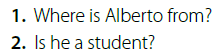 1. Where is Alberto from?
2. Is he a student?